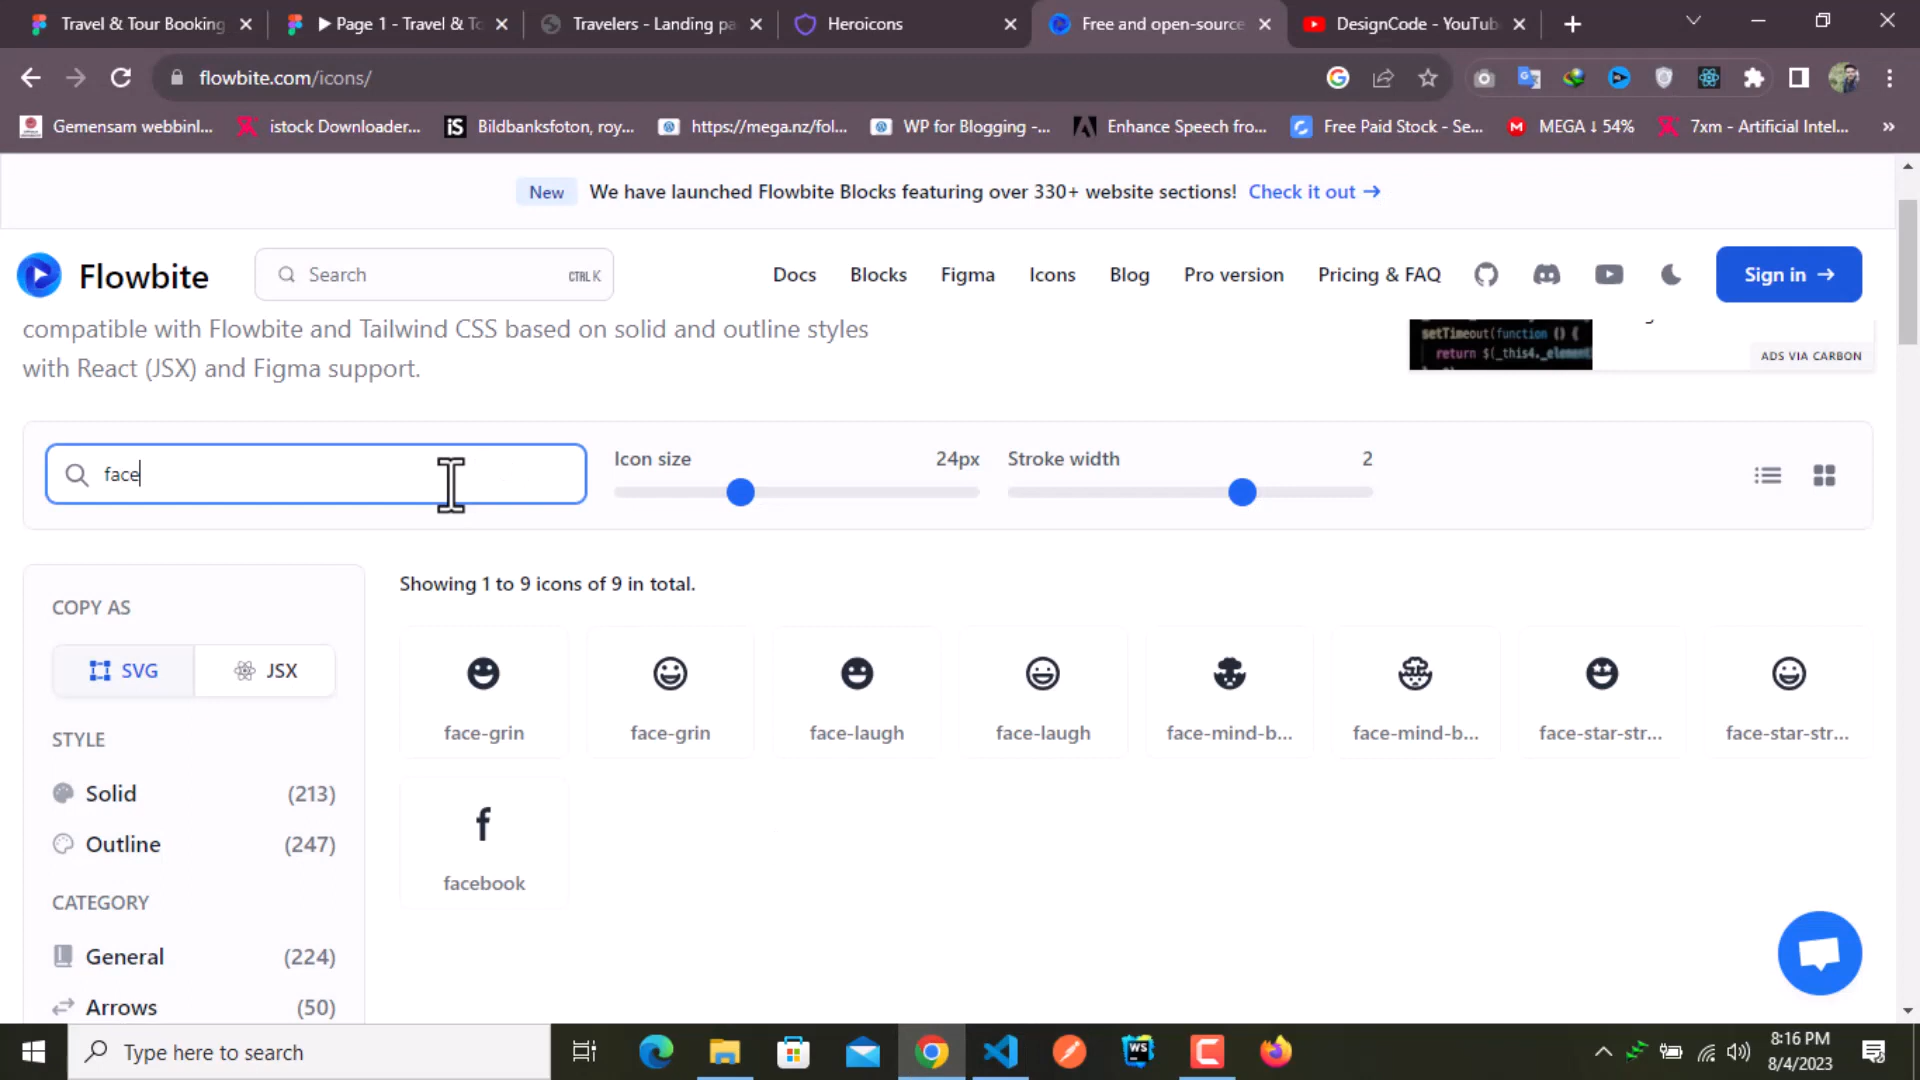 Travel & Tour Booking
Page 1 - Travel & To
Travelers - Landing pa
Heroicons
Free and open-source
DesignCode - YouTub
flowbite.com/icons/
Gemensam webbinl...
istock Downloader...
iS
Bildbanksfoton, roy...
https://mega.nz/fol...
WP for Blogging -...
Enhance Speech fro...
Free Paid Stock - Se...
M
MEGA ↓ 54%
7xm - Artificial Intel...
»
New
We have launched Flowbite Blocks featuring over 330+ website sections! Check it out →
Flowbite
Search
CTRL K
Docs
Blocks
Figma
Icons
Blog
Pro version
Pricing & FAQ
Sign in →
compatible with Flowbite and Tailwind CSS based on solid and outline styles
with React (JSX) and Figma support.
setTimeout(function () {
return $(_this4._element
ADS VIA CARBON
face
Icon size
24px
Stroke width
2
Showing 1 to 9 icons of 9 in total.
COPY AS
SVG
JSX
STYLE
Solid
(213)
Outline
(247)
CATEGORY
General
(224)
Arrows
(50)
face-grin
face-grin
face-laugh
face-laugh
face-mind-b...
face-mind-b...
face-star-str...
face-star-str...
f
facebook
Type here to search
WS
8:16 PM
8/4/2023